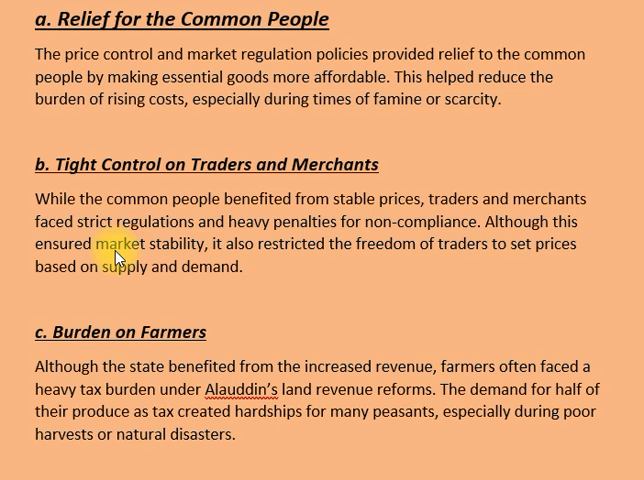 a. Relief for the Common People
The price control and market regulation policies provided relief to the common
people by making essential goods more affordable. This helped reduce the
burden of rising costs, especially during times of famine or scarcity.
b. Tight Control on Traders and Merchants
While the common people benefited from stable prices, traders and merchants
faced strict regulations and heavy penalties for non-compliance. Although this
ensured market stability, it also restricted the freedom of traders to set prices
based on supply and demand.
c. Burden on Farmers
Although the state benefited from the increased revenue, farmers often faced a
heavy tax burden under Alauddin’s land revenue reforms. The demand for half of
their produce as tax created hardships for many peasants, especially during poor
harvests or natural disasters.